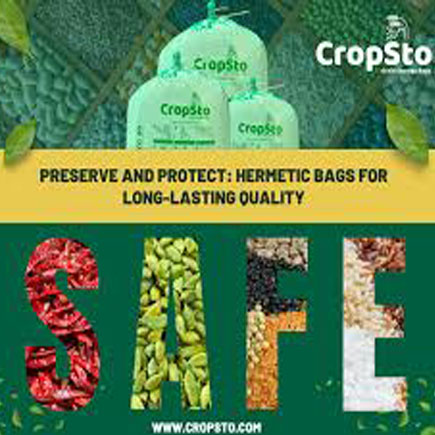 CropSto
CropSto
CropSto
CropSto
PRESERVE AND PROTECT: HERMETIC BAGS FOR
LONG-LASTING QUALITY
SAFE
WWW.CROPSTO.COM